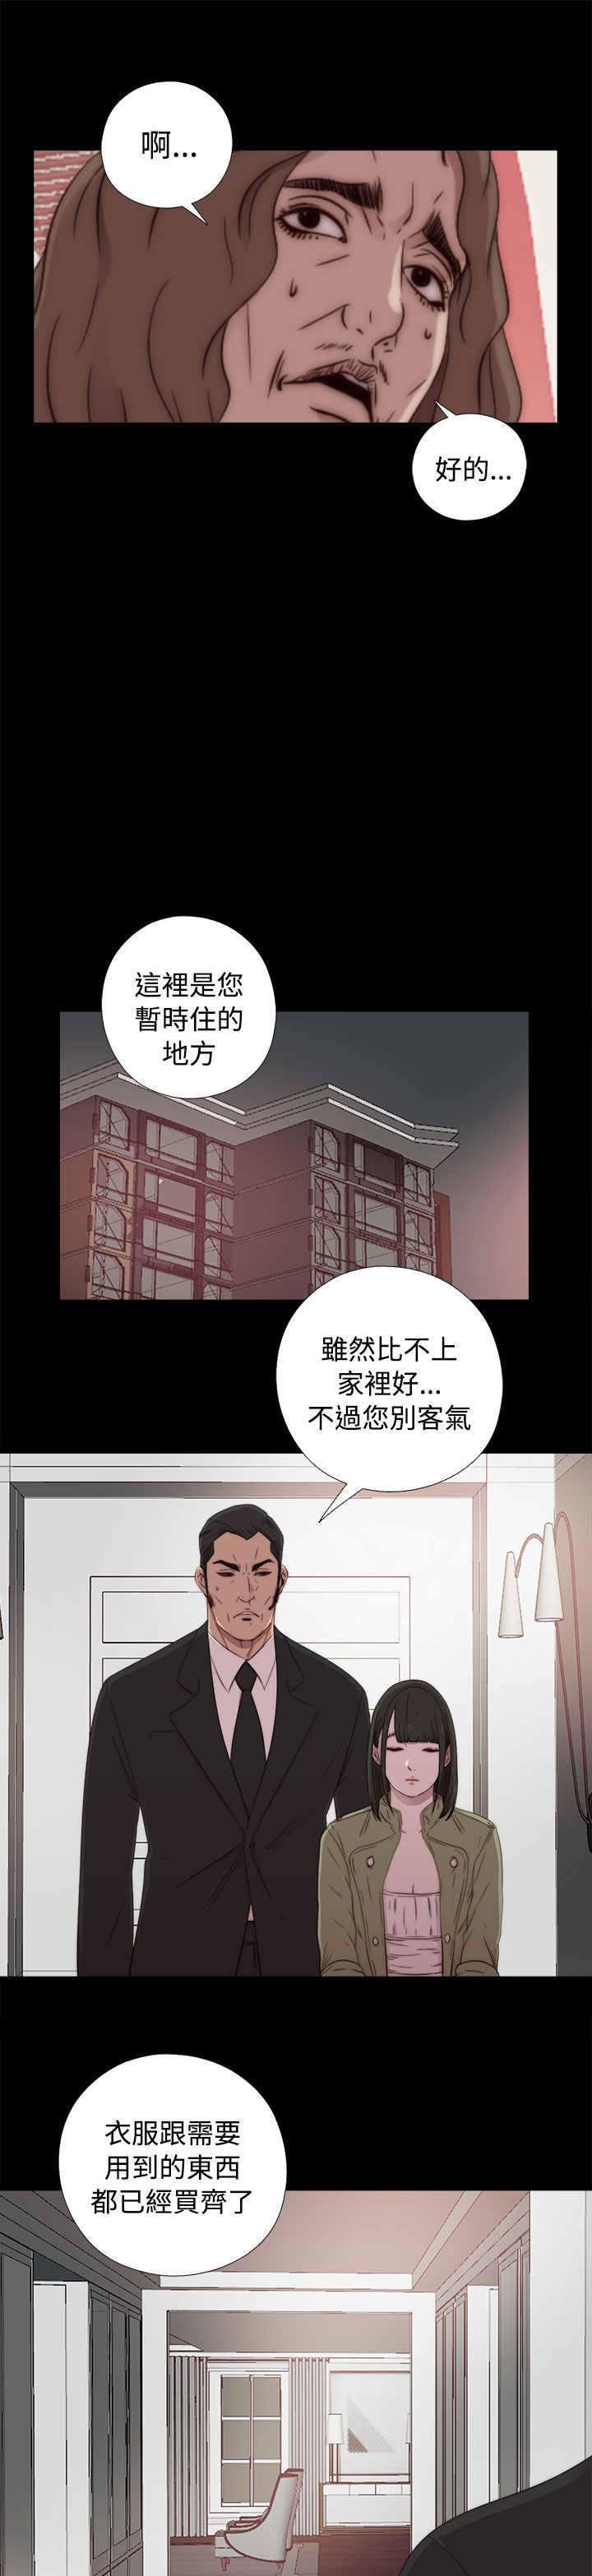 啊...
好的...
這裡是您
暫時住的
地方
雖然比不上
家裡好...
不過您別客氣
衣服跟需要
用到的東西
都已經買齊了